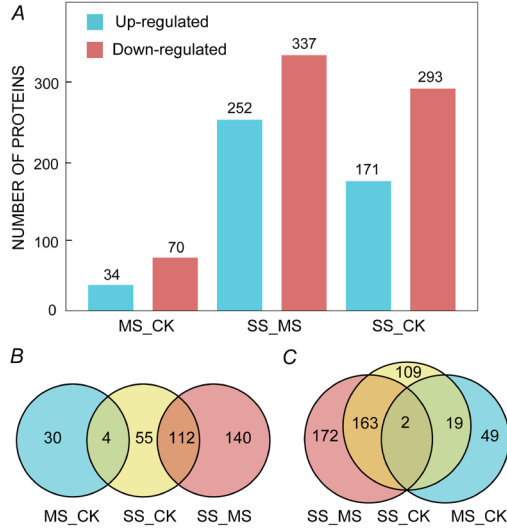 A
Up-regulated
Down-regulated
NUMBER OF PROTEINS
300
200
100
0
34
70
252
337
171
293
MS_CK
SS_MS
SS_CK
B
30
4
55
112
140
MS_CK
SS_CK
SS_MS
C
109
172
163
2
19
49
SS_MS
SS_CK
MS_CK